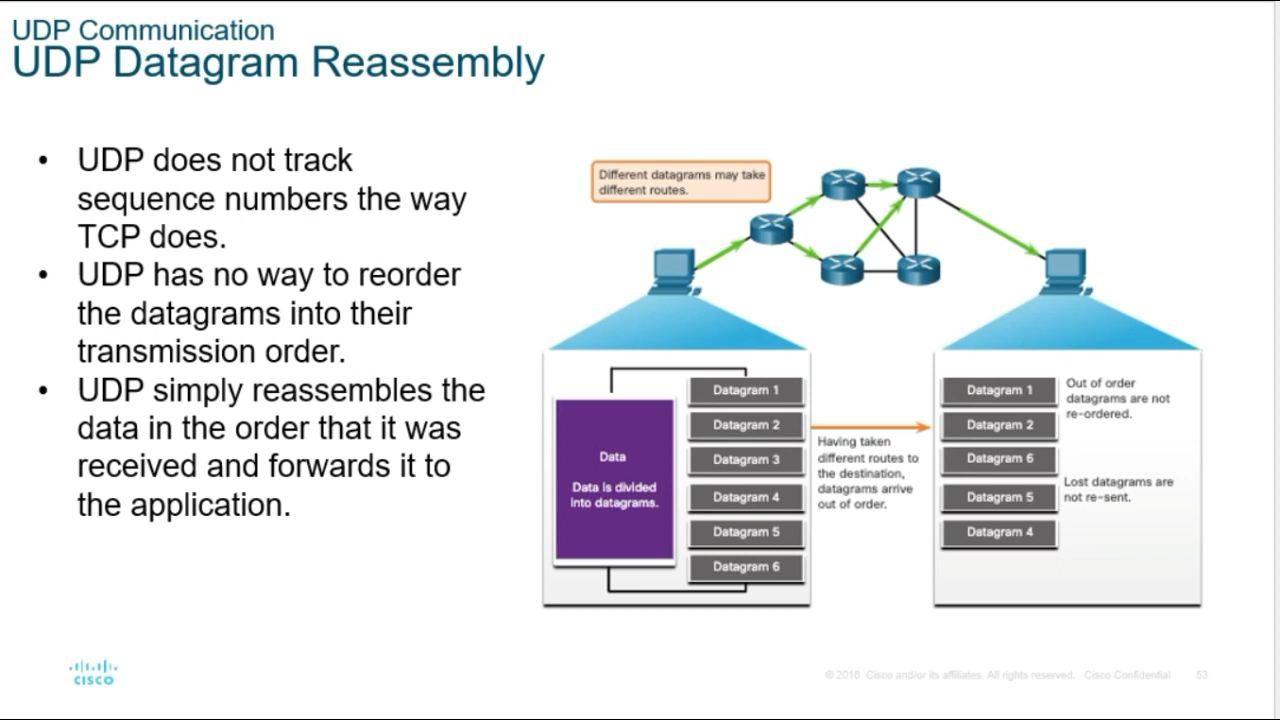 UDP Communication
UDP Datagram Reassembly
• UDP does not track
sequence numbers the way
TCP does.
• UDP has no way to reorder
the datagrams into their
transmission order.
• UDP simply reassembles the
data in the order that it was
received and forwards it to
the application.
Different datagrams may take
different routes.
Data
Data is divided
into datagrams.
Datagram 1
Datagram 2
Datagram 3
Datagram 4
Datagram 5
Datagram 6
Having taken
different routes to
the destination,
datagrams arrive
out of order.
Datagram 1
Datagram 2
Datagram 6
Datagram 5
Datagram 4
Out of order
datagrams are not
re-ordered.
Lost datagrams are
not re-sent.
CISCO
© 2016 Cisco and/or its affiliates. All rights reserved. Cisco Confidential
53